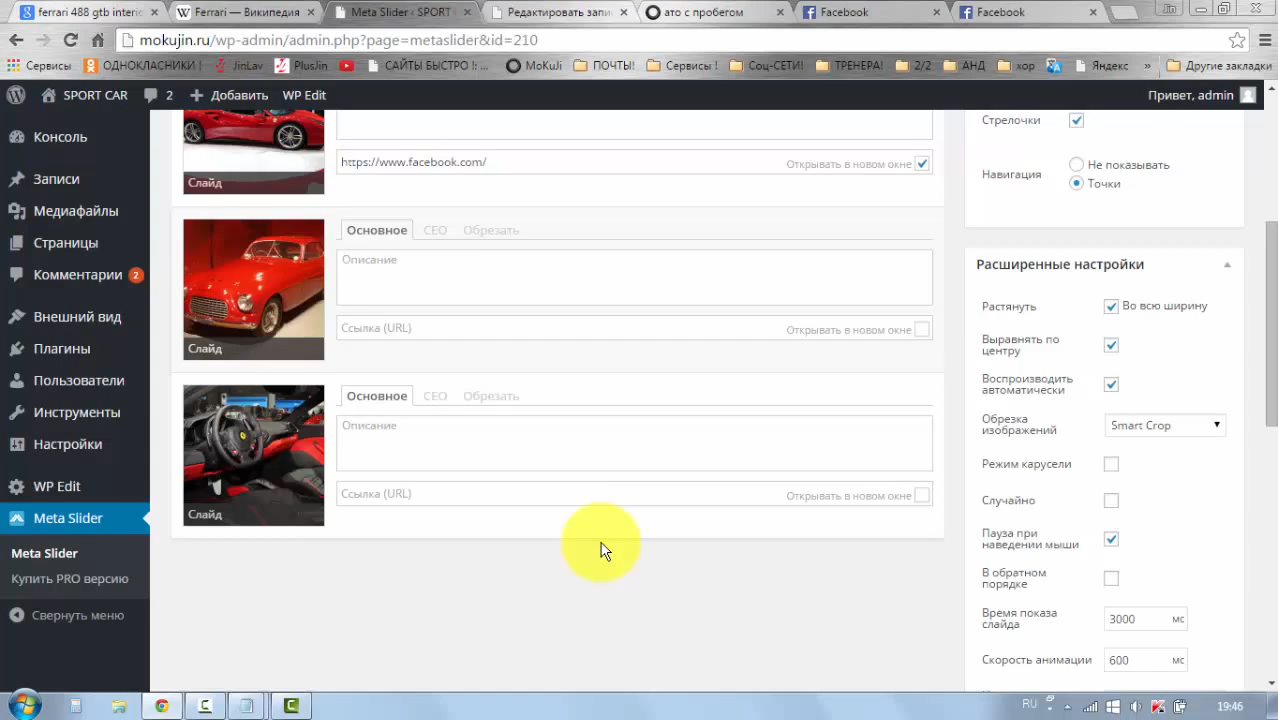 ferrari 488 gtb interic
Ferrari — Википедия
Meta Slider ‹ SPORT
Редактировать запи
ато с пробегом
Facebook
Facebook
mokujin.ru/wp-admin/admin.php?page=metaslider&id=210
Сервисы
ОДНОКЛАСНИКИ !
JinLav
PlusJin
САЙТЫ БЫСТРО !: ...
MoKuJi
ПОЧТЫ!
Сервисы !
Соц-СЕТИ!
ТРЕНЕРА!
2/2
АНД
хор
Яндекс
»
Другие закладки
SPORT CAR
2
Добавить
WP Edit
Привет, admin
Консоль
Записи
Медиафайлы
Страницы
Комментарии 2
Внешний вид
Плагины
Пользователи
Инструменты
Настройки
WP Edit
Meta Slider
Meta Slider
Купить PRO версию
Свернуть меню
https://www.facebook.com/
Открывать в новом окне
Слайд
Основное
СЕО
Обрезать
Описание
Ссылка (URL)
Открывать в новом окне
Слайд
Основное
СЕО
Обрезать
Описание
Ссылка (URL)
Открывать в новом окне
Слайд
Стрелочки
Навигация
Не показывать
Точки
Расширенные настройки
Растянуть
Во всю ширину
Выравнять по
центру
Воспроизводить
автоматически
Обрезка
изображений
Smart Crop
Режим карусели
Случайно
Пауза при
наведении мыши
В обратном
порядке
Время показа
слайда
3000 мс
Скорость анимации
600 мс
RU
19:46